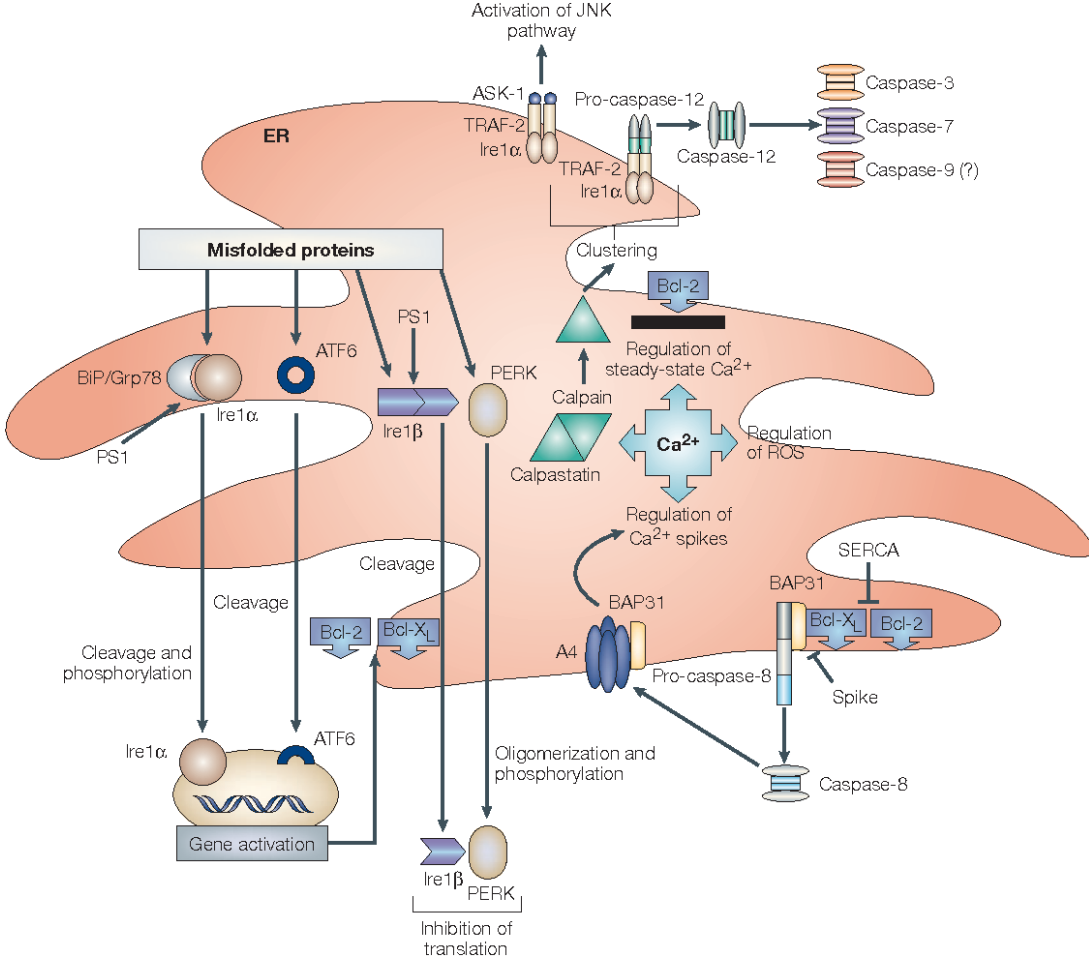 Activation of JNK
pathway
ASK-1
TRAF-2
Ire1α
Pro-caspase-12
TRAF-2
Ire1α
Caspase-12
Caspase-3
Caspase-7
Caspase-9 (?)
ER
Clustering
Misfolded proteins
BiP/Grp78
Ire1α
PS1
ATF6
PS1
Ire1β
PERK
Bcl-2
Regulation of
steady-state Ca2+
Calpain
Calpastatin
Ca2+
Regulation
of ROS
Regulation of
Ca2+ spikes
Cleavage
Cleavage
Cleavage and
phosphorylation
Bcl-2
Bcl-XL
BAP31
A4
Pro-caspase-8
SERCA
BAP31
Bcl-XL
Bcl-2
Spike
Caspase-8
Ire1α
ATF6
Gene activation
Oligomerization and
phosphorylation
Ire1β
PERK
Inhibition of
translation